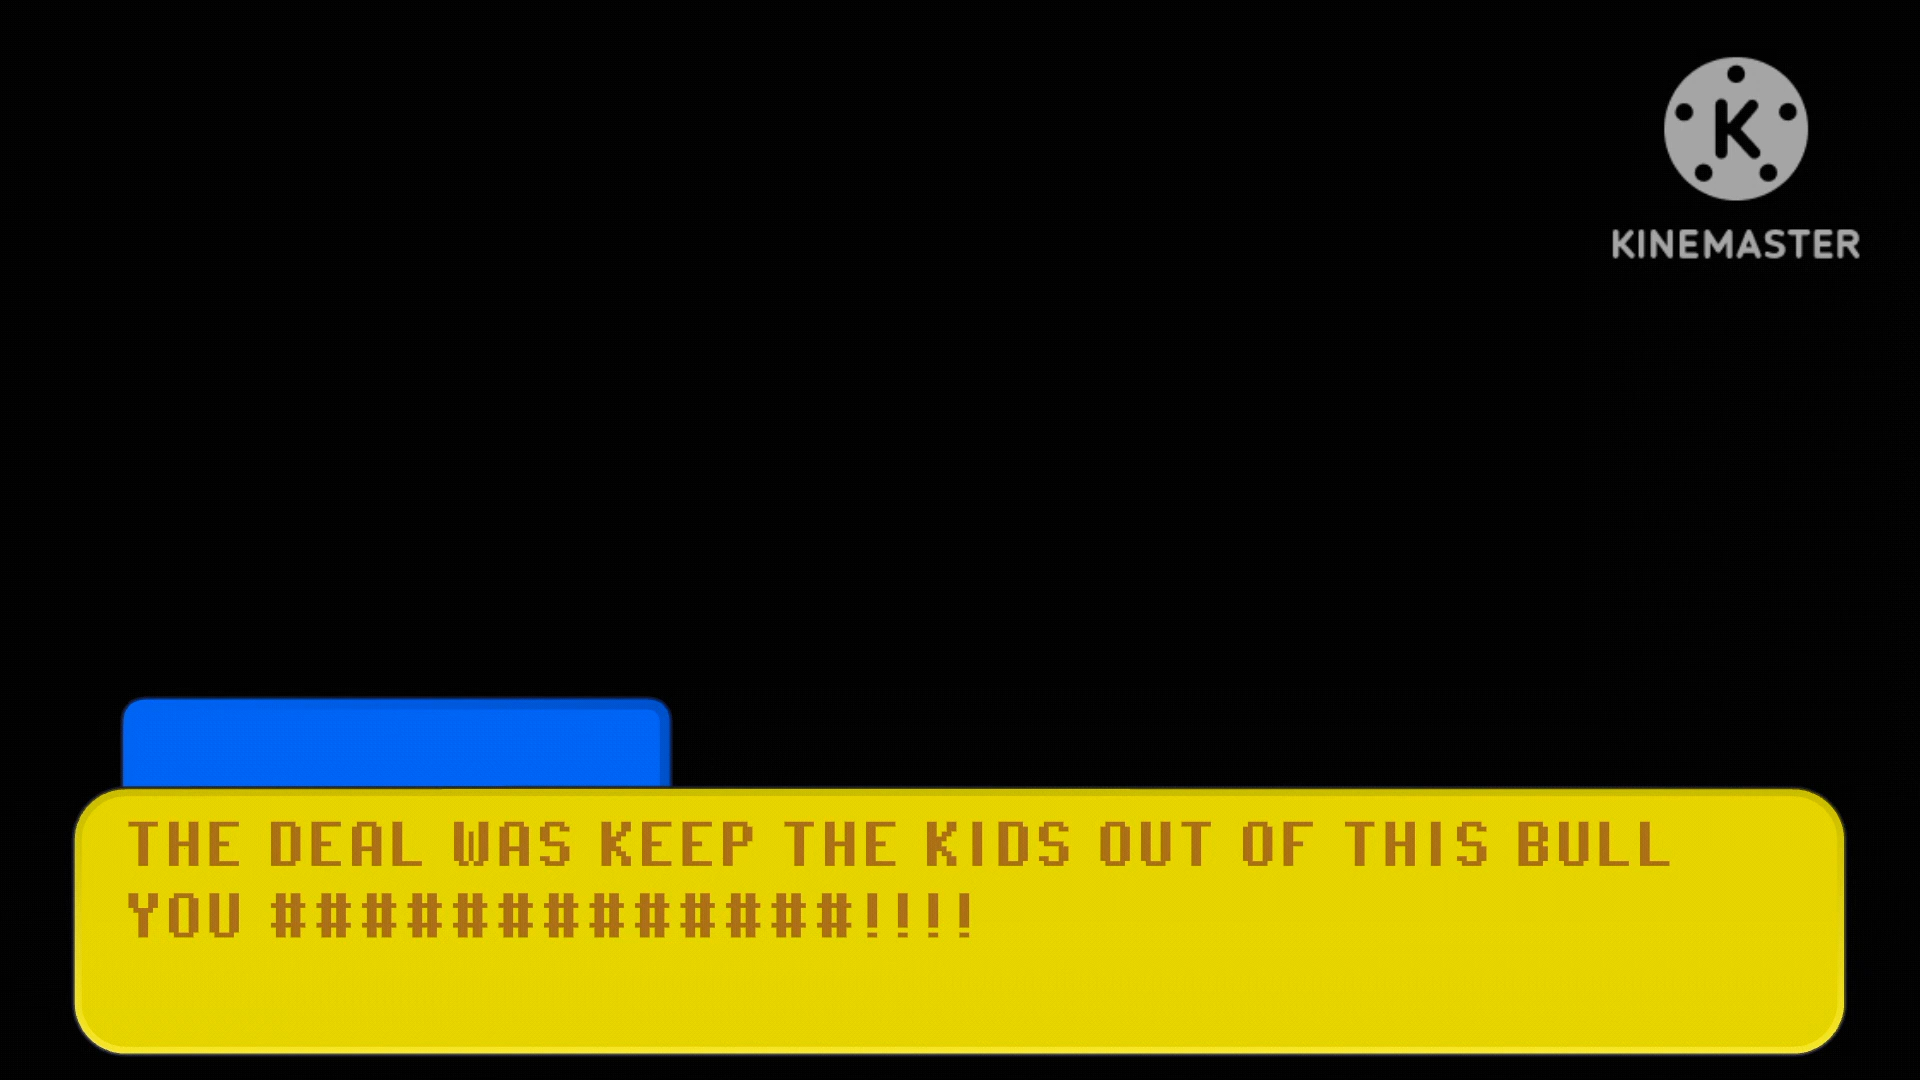 K
KINEMASTER
THE DEAL WAS KEEP THE KIDS OUT OF THIS BULL
YOU #############!!!!